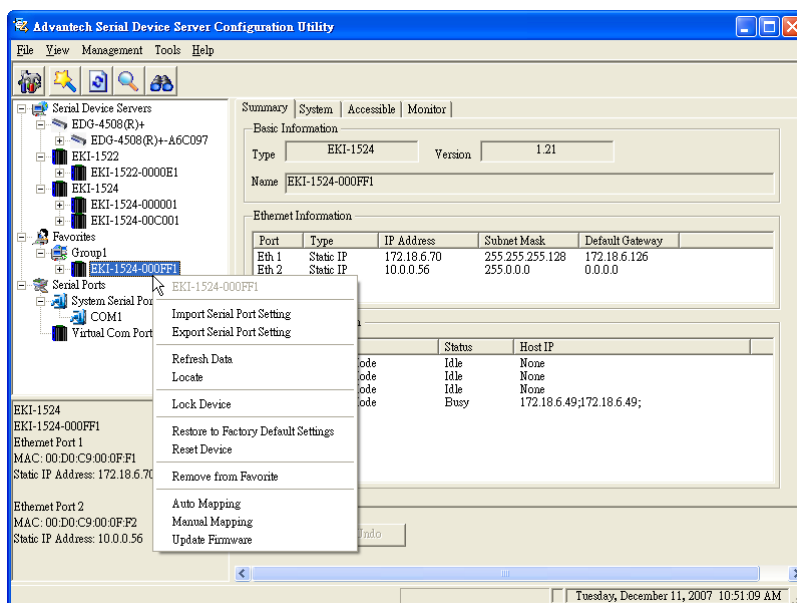 Advantech Serial Device Server Configuration Utility
File View Management Tools Help
Serial Device Servers
EDG-4508(R)+
EDG-4508(R)+-A6C097
EKI-1522
EKI-1522-0000E1
EKI-1524
EKI-1524-000001
EKI-1524-00C001
Favorites
Group1
EKI-1524-000FF1
Serial Ports
System Serial Por
COM1
Virtual Com Port
EKI-1524
EKI-1524-000FF1
Ethernet Port 1
MAC: 00:D0:C9:00:0F:F1
Static IP Address: 172.18.6.70
Ethernet Port 2
MAC: 00:D0:C9:00:0F:F2
Static IP Address: 10.0.0.56
EKI-1524-000FF1
Import Serial Port Setting
Export Serial Port Setting
Refresh Data
Locate
Lock Device
Restore to Factory Default Settings
Reset Device
Remove from Favorite
Auto Mapping
Manual Mapping
Update Firmware
Summary System Accessible Monitor
Basic Information
Type EKI-1524 Version 1.21
Name EKI-1524-000FF1
Ethernet Information
Port Type IP Address Subnet Mask Default Gateway
Eth 1 Static IP 172.18.6.70 255.255.255.128 172.18.6.126
Eth 2 Static IP 10.0.0.56 255.0.0.0 0.0.0.0
Status Host IP
ode Idle None
ode Idle None
ode Idle None
ode Busy 172.18.6.49;172.18.6.49;
Undo
Tuesday, December 11, 2007 10:51:09 AM